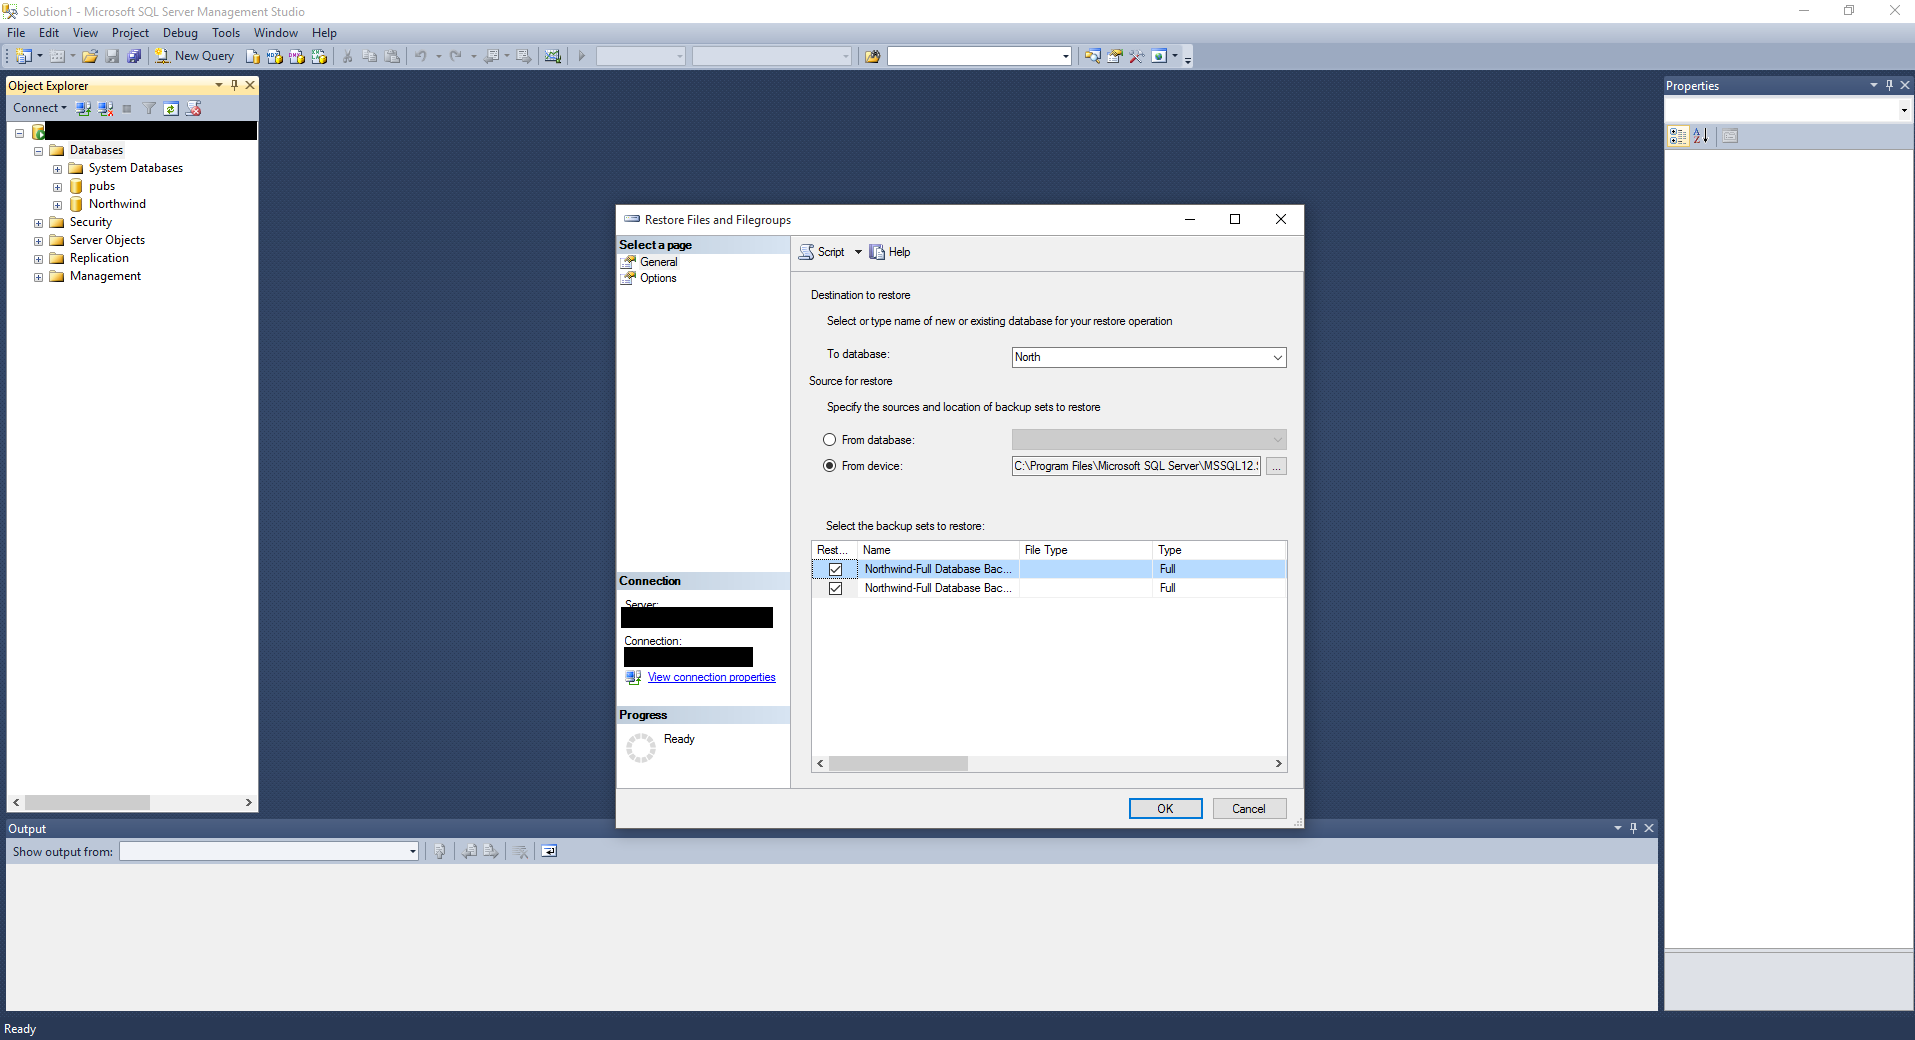 Solution1 - Microsoft SQL Server Management Studio
File Edit View Project Debug Tools Window Help
New Query
Object Explorer
Connect
Databases
System Databases
pubs
Northwind
Security
Server Objects
Replication
Management
Restore Files and Filegroups
Select a page
General
Options
Script Help
Destination to restore
Select or type name of new or existing database for your restore operation
To database: North
Source for restore
Specify the sources and location of backup sets to restore
From database:
From device: C:\Program Files\Microsoft SQL Server\MSSQL12.
...
Select the backup sets to restore:
Rest... Name File Type Type
Northwind-Full Database Bac... Full
Northwind-Full Database Bac... Full
Connection
Server:
Connection:
View connection properties
Progress
Ready
OK Cancel
Properties
Output
Show output from:
Ready